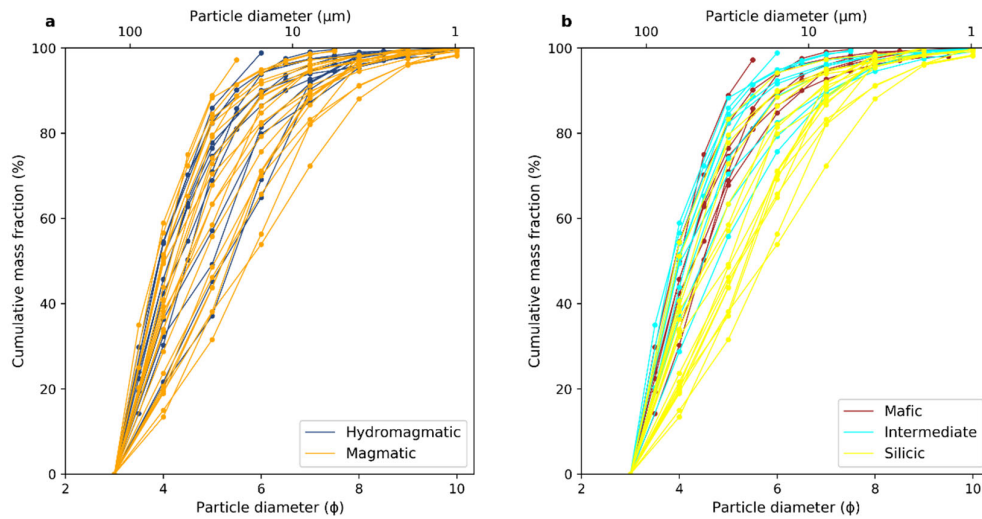 Particle diameter (μm)
a
100 10 1
100
80
60
40
20
0
Cumulative mass fraction (%)
Hydromagmatic
Magmatic
2 4 6 8 10
Particle diameter (ϕ)
Particle diameter (μm)
b
100 10 1
100
80
60
40
20
0
Cumulative mass fraction (%)
Mafic
Intermediate
Silicic
2 4 6 8 10
Particle diameter (ϕ)